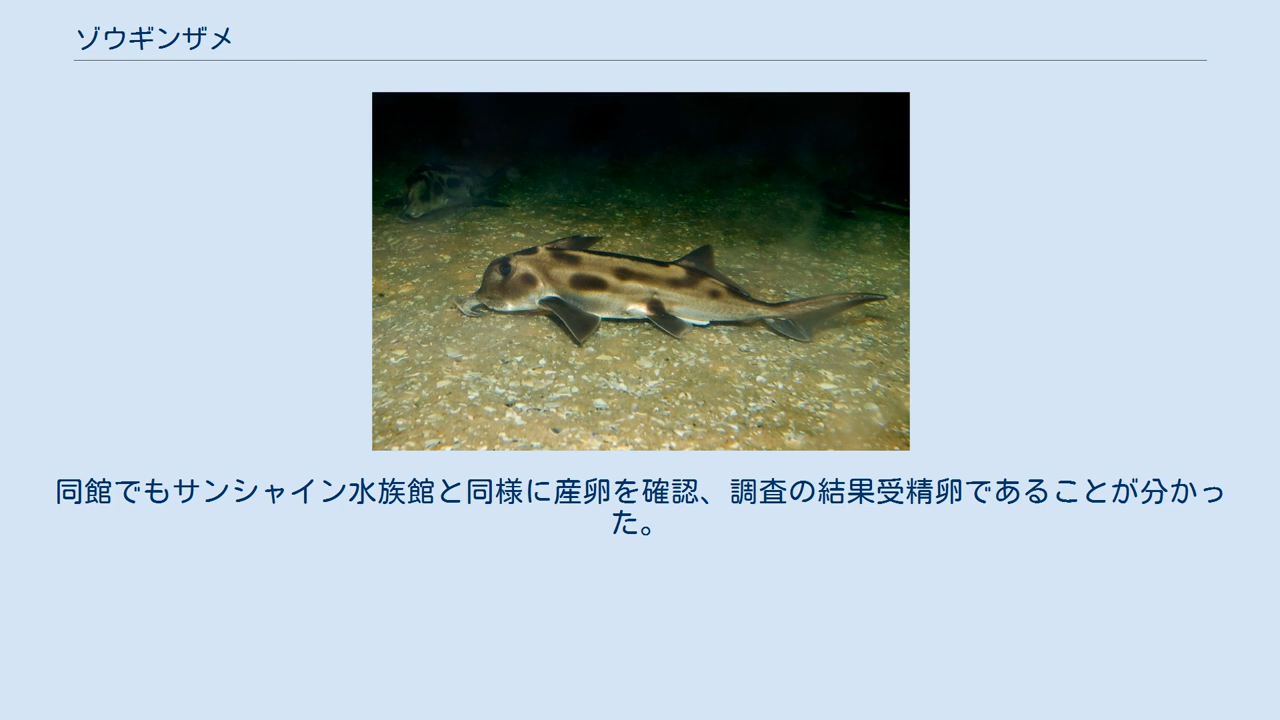 ゾウギンザメ
同館でもサンシャイン水族館と同様に産卵を確認、調査の結果受精卵であることが分かっ
た。